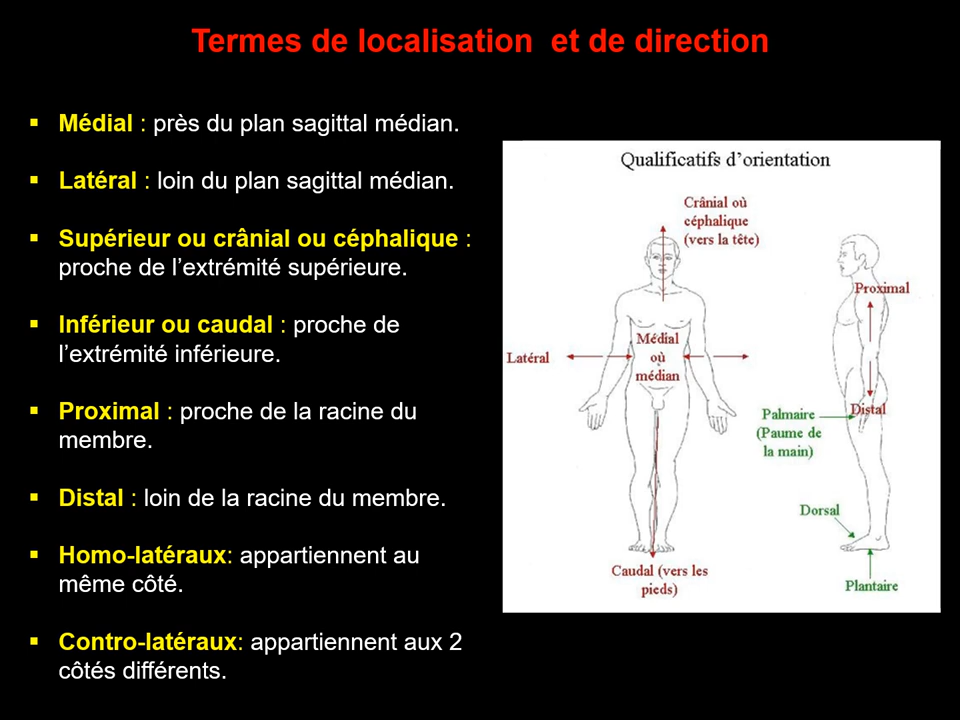 Termes de localisation et de direction
▪ Médial : près du plan sagittal médian.
▪ Latéral : loin du plan sagittal médian.
▪ Supérieur ou crânial ou céphalique :
proche de l'extrémité supérieure.
▪ Inférieur ou caudal : proche de
l'extrémité inférieure.
▪ Proximal : proche de la racine du
membre.
▪ Distal : loin de la racine du membre.
▪ Homo-latéraux: appartiennent au
même côté.
▪ Contro-latéraux: appartiennent aux 2
côtés différents.
Qualificatifs d'orientation
Crânial où
céphalique
(vers la tête)
Proximal
Latéral
Médial
où
médian
Distal
Palmaire
(Paume de
la main)
Dorsal
Caudal (vers les
pieds)
Plantaire